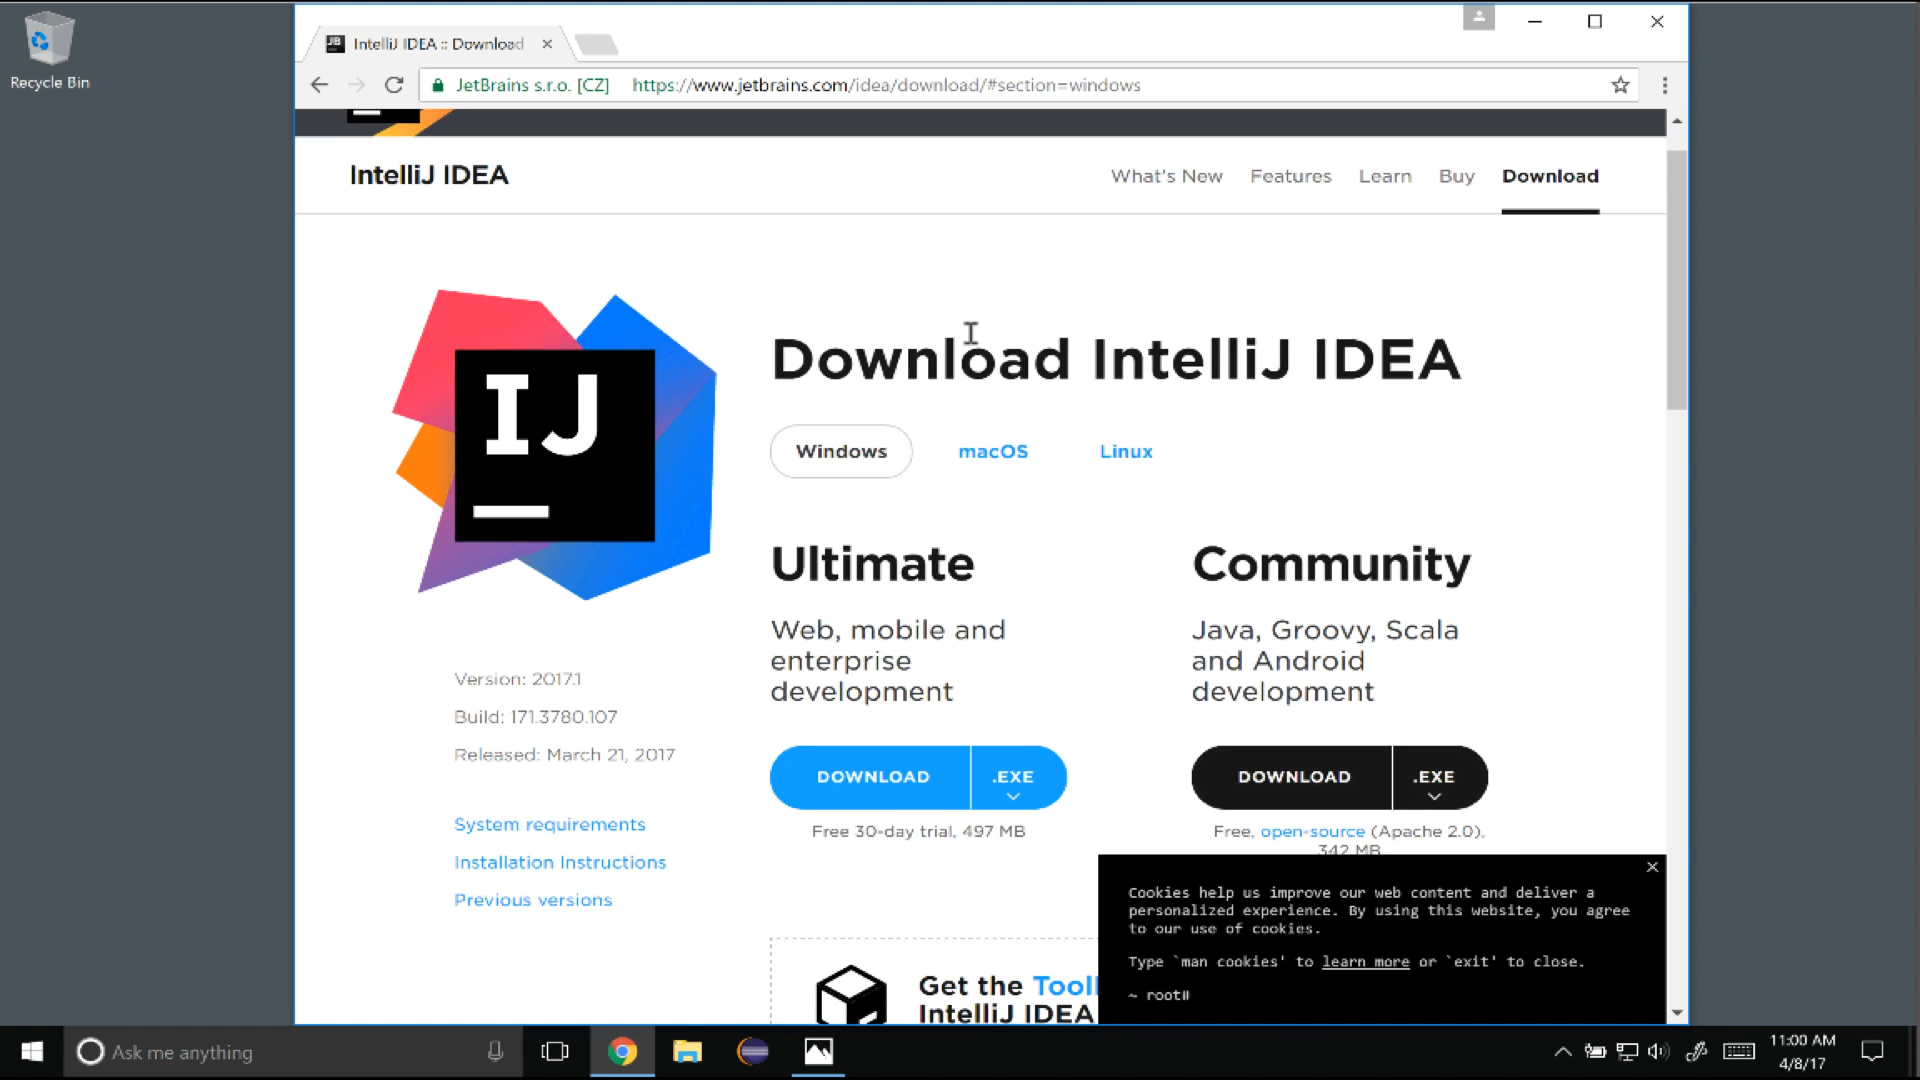 Recycle Bin
IntelliJ IDEA :: Download
JetBrains s.r.o. [CZ] https://www.jetbrains.com/idea/download/#section=windows
IntelliJ IDEA
What's New Features Learn Buy Download
IJ
Download IntelliJ IDEA
Windows macOS Linux
Ultimate
Web, mobile and
enterprise
development
DOWNLOAD .EXE
Free 30-day trial, 497 MB
Community
Java, Groovy, Scala
and Android
development
DOWNLOAD .EXE
Free, open-source (Apache 2.0),
342 MB
Version: 2017.1
Build: 171.3780.107
Released: March 21, 2017
System requirements
Installation Instructions
Previous versions
Get the
IntelliJ IDEA
Cookies help us improve our web content and deliver a
personalized experience. By using this website, you agree
to our use of cookies.
Type `man cookies' to learn more or `exit' to close.
~ root#
Ask me anything
11:00 AM
4/8/17